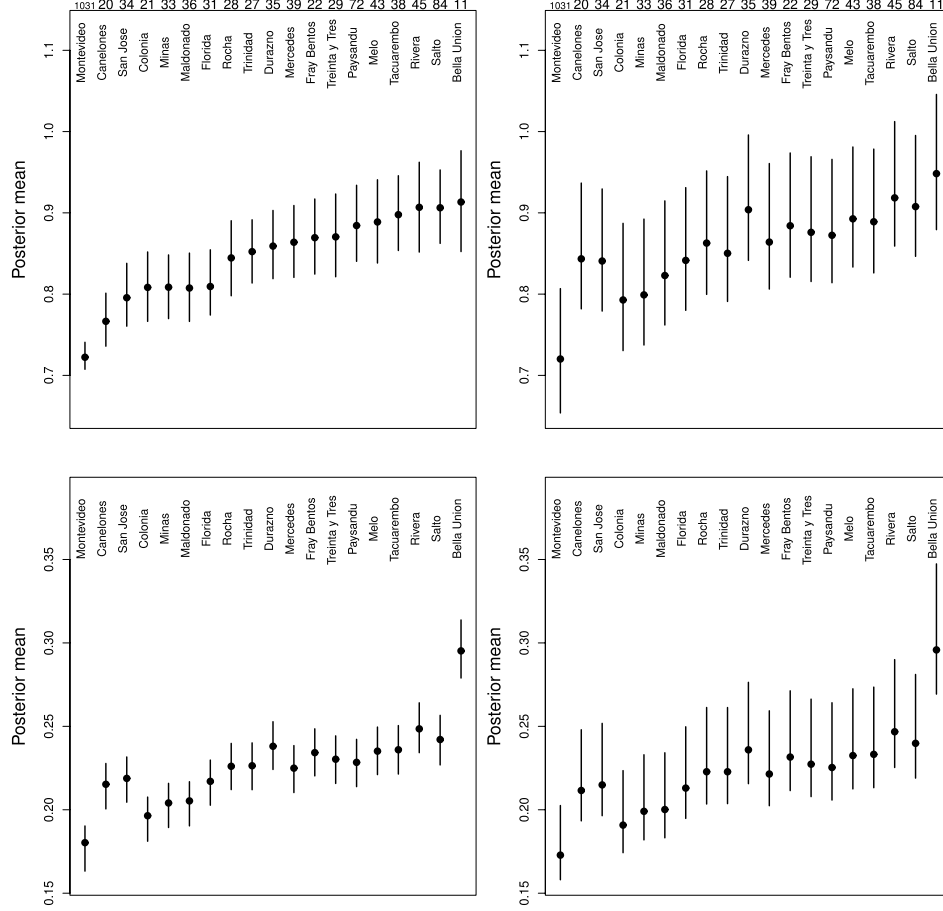 1031 20 34 21 33 36 31 28 27 35 39 22 29 72 43 38 45 84 11
Montevideo Canelones San Jose Colonia Minas Maldonado Florida Rocha Trinidad Durazno Mercedes Fray Bentos Treinta y Tres Paysandu Melo Tacuarembo Rivera Salto Bella Union
Posterior mean
1.1
1.0
0.9
0.8
0.7
1031 20 34 21 33 36 31 28 27 35 39 22 29 72 43 38 45 84 11
Montevideo Canelones San Jose Colonia Minas Maldonado Florida Rocha Trinidad Durazno Mercedes Fray Bentos Treinta y Tres Paysandu Melo Tacuarembo Rivera Salto Bella Union
Posterior mean
1.1
1.0
0.9
0.8
0.7
Montevideo Canelones San Jose Colonia Minas Maldonado Florida Rocha Trinidad Durazno Mercedes Fray Bentos Treinta y Tres Paysandu Melo Tacuarembo Rivera Salto Bella Union
Posterior mean
0.35
0.30
0.25
0.20
0.15
Montevideo Canelones San Jose Colonia Minas Maldonado Florida Rocha Trinidad Durazno Mercedes Fray Bentos Treinta y Tres Paysandu Melo Tacuarembo Rivera Salto Bella Union
Posterior mean
0.35
0.30
0.25
0.20
0.15